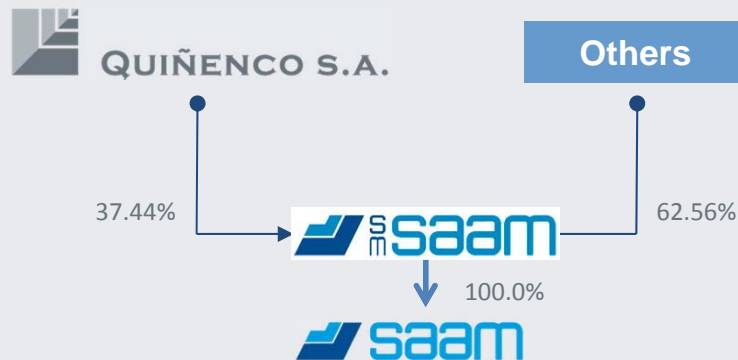 QUIÑENCO S.A.
Others
37.44%
62.56%
SM saam
100.0%
saam